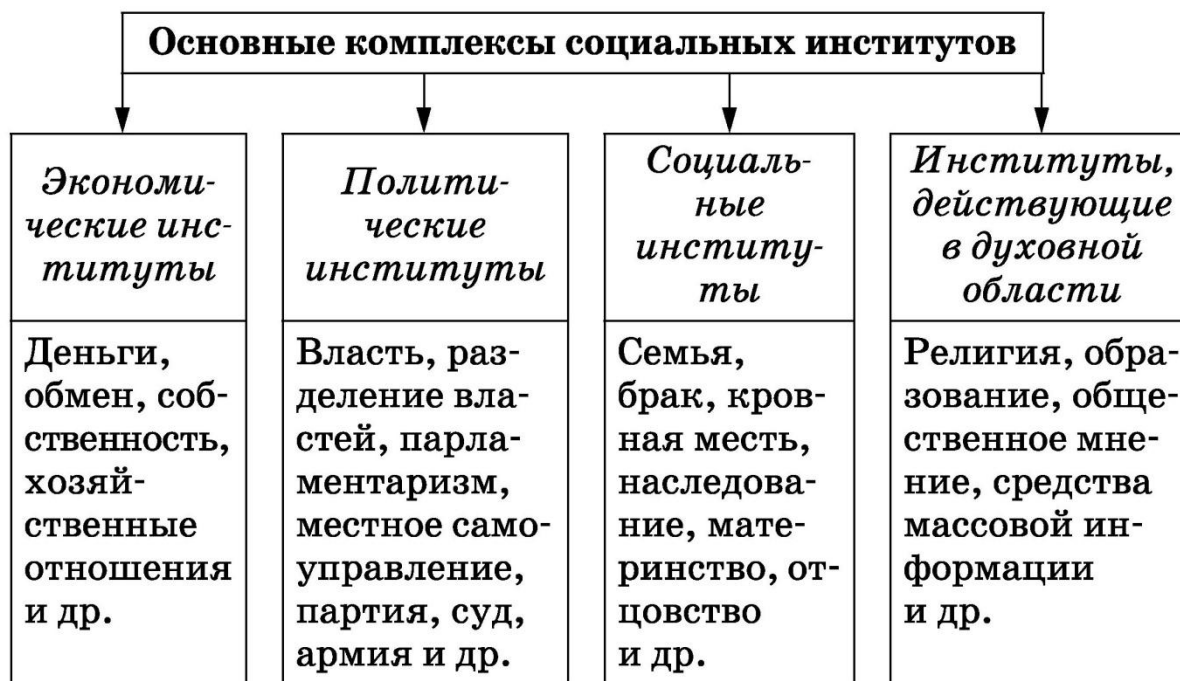 Основные комплексы социальных институтов
Экономи-
ческие инс-
титуты
Полити-
ческие
институты
Социаль-
ные
институ-
ты
Институты,
действующие
в духовной
области
Деньги,
обмен, соб-
ственность,
хозяй-
ственные
отношения
и др.
Власть, раз-
деление вла-
стей, парла-
ментаризм,
местное само-
управление,
партия, суд,
армия и др.
Семья,
брак, кров-
ная месть,
наследова-
ние, мате-
ринство, от-
цовство
и др.
Религия, обра-
зование, обще-
ственное мне-
ние, средства
массовой ин-
формации
и др.